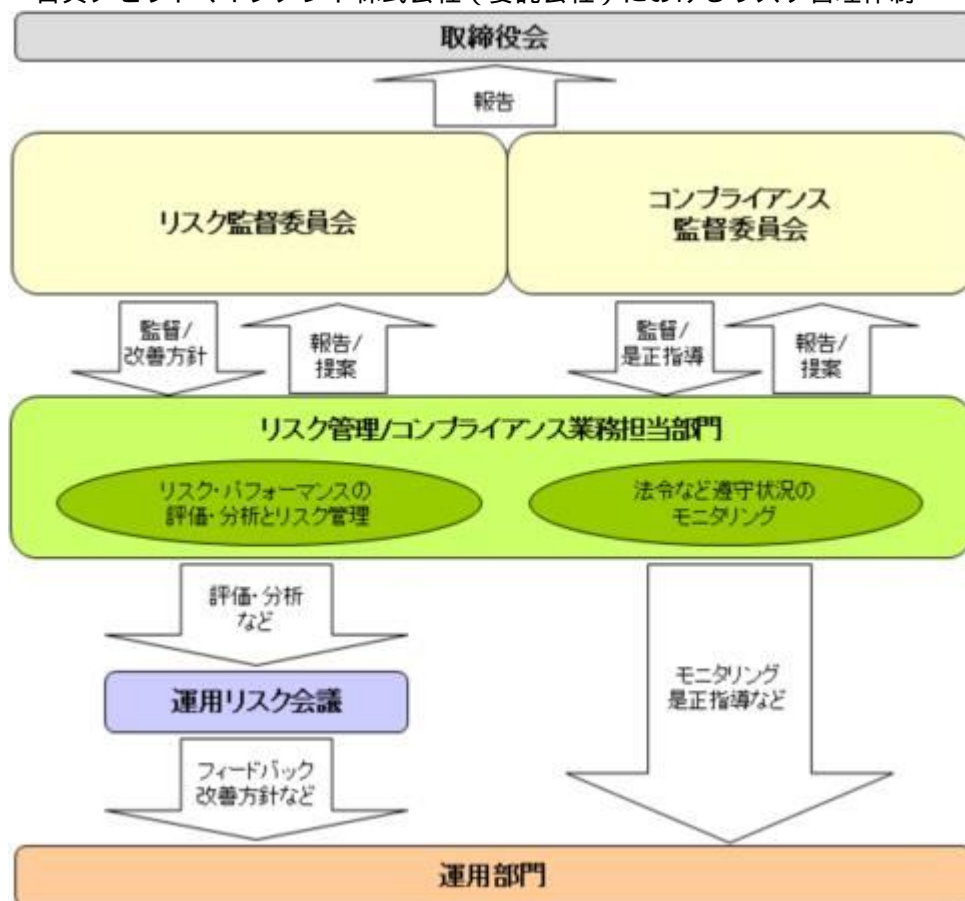 取締役会
報告
リスク監督委員会
コンプライアンス
監督委員会
監督/
改善方針
報告/
提案
監督/
是正指導
報告/
提案
リスク管理/コンプライアンス業務担当部門
リスク・パフォーマンスの
評価・分析とリスク管理
法令など遵守状況の
モニタリング
評価・分析
など
運用リスク会議
モニタリング
是正指導など
フィードバック
改善方針など
運用部門